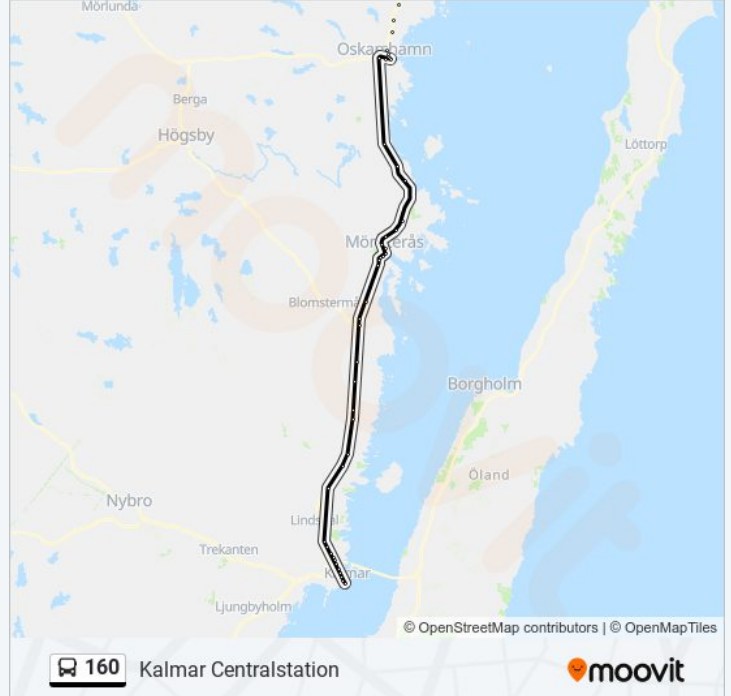 Mörlunda
Oskarshamn
Berga
Högsby
Löttorp
Mönsterås
Blomstermåla
Borgholm
Öland
Nybro
Lindsdal
Trekanten
Kalmar
Ljungbyholm
© OpenStreetMap contributors | © OpenMapTiles
160 Kalmar Centralstation
moovit